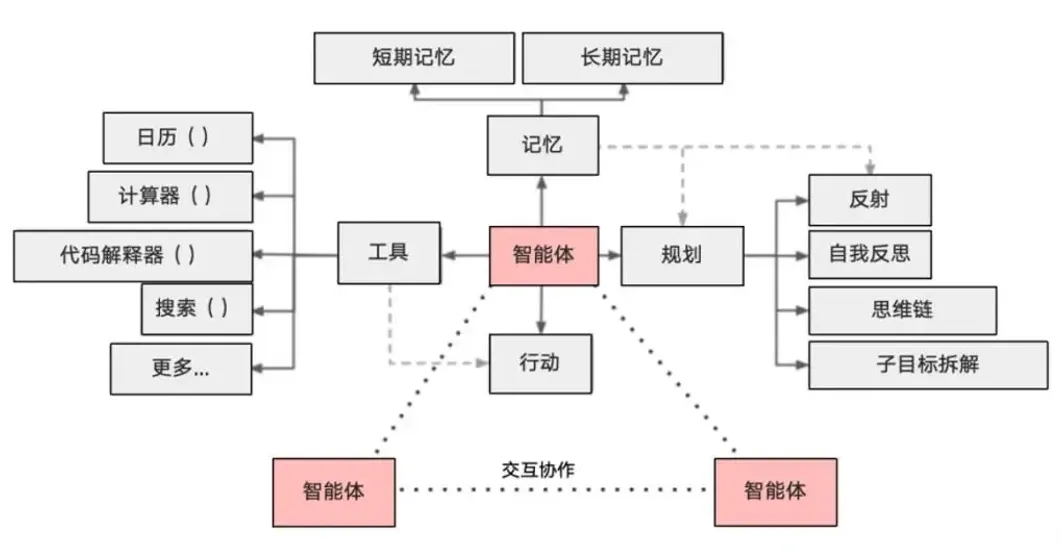 短期记忆
长期记忆
日历（ ）
记忆
计算器（ ）
反射
代码解释器（ ）
工具
智能体
规划
自我反思
搜索（ ）
思维链
更多...
行动
子目标拆解
交互协作
智能体
智能体